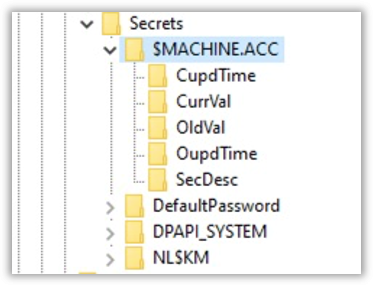 Secrets
$MACHINE.ACC
CupdTime
CurrVal
OldVal
OupdTime
SecDesc
DefaultPassword
DPAPI_SYSTEM
NL$KM